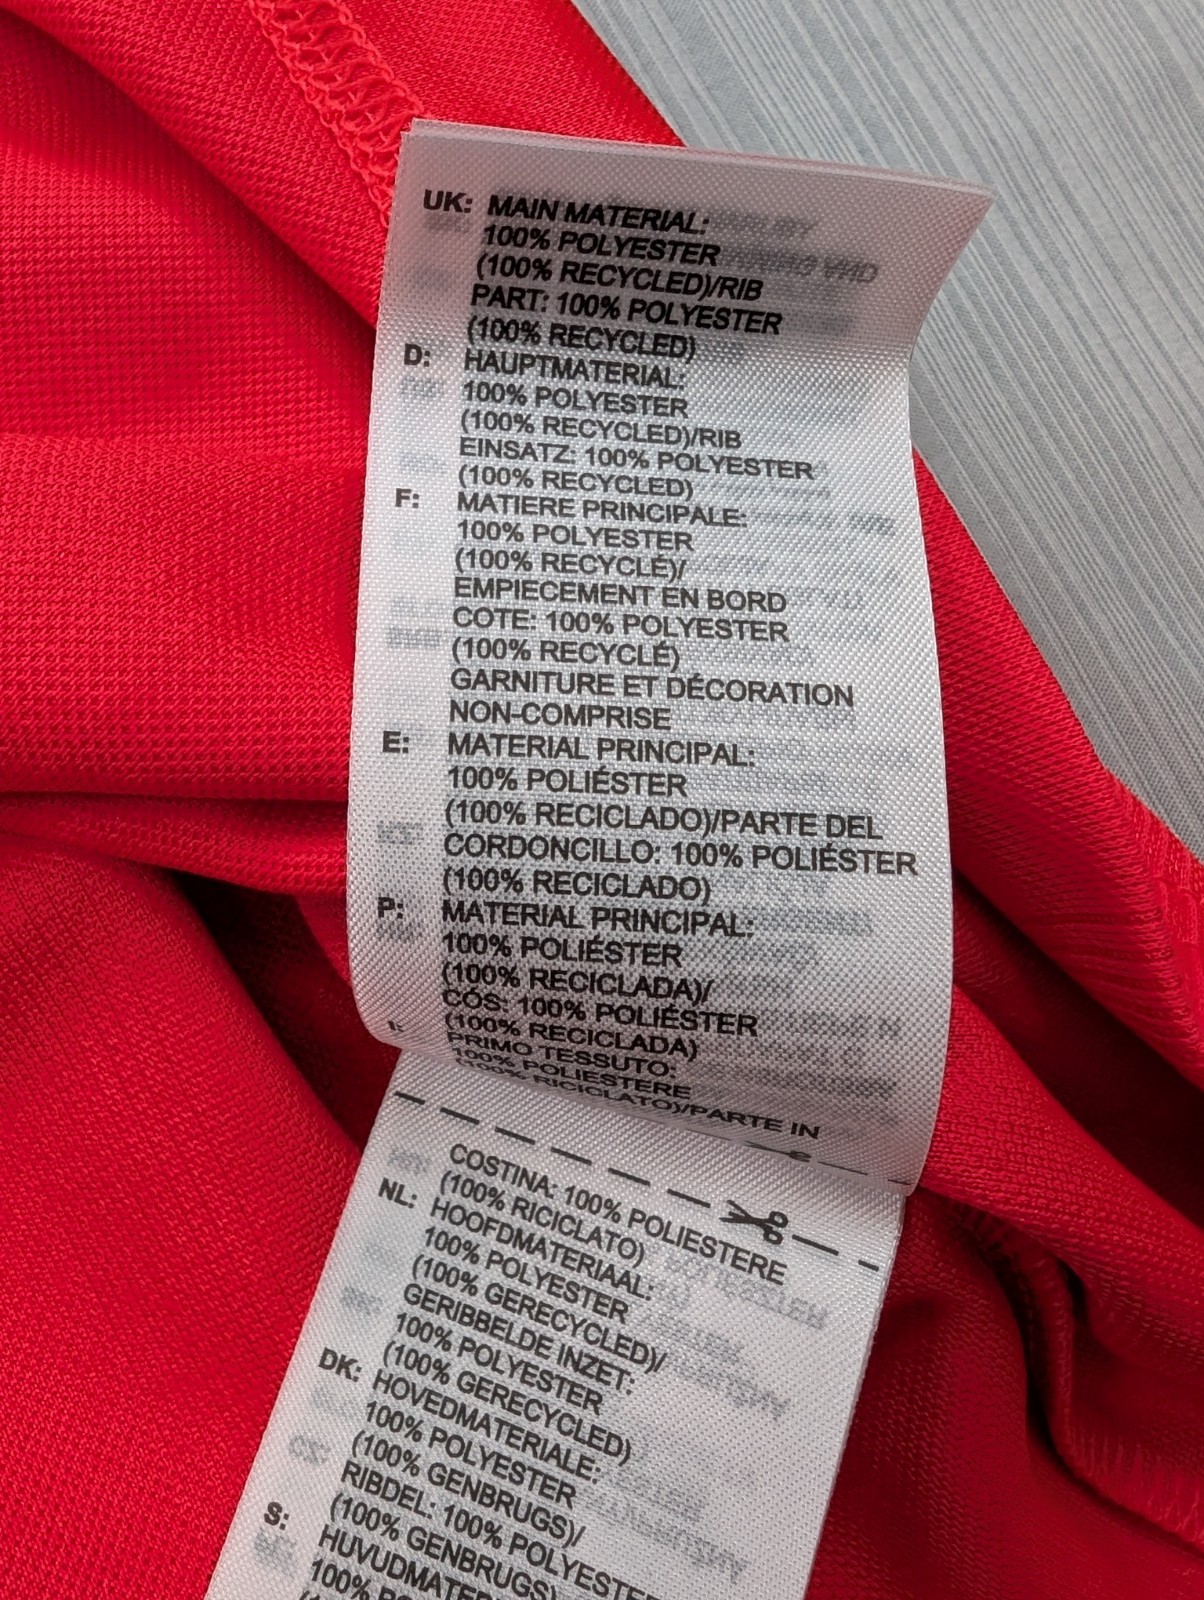 UK: MAIN MATERIAL:
100% POLYESTER
(100% RECYCLED)/RIB
PART: 100% POLYESTER
(100% RECYCLED)
D: HAUPTMATERIAL:
100% POLYESTER
(100% RECYCLED)/RIB
EINSATZ: 100% POLYESTER
(100% RECYCLED)
F: MATIERE PRINCIPALE:
100% POLYESTER
(100% RECYCLÉ)/
EMPIECEMENT EN BORD
COTE: 100% POLYESTER
(100% RECYCLÉ)
GARNITURE ET DÉCORATION
NON-COMPRISE
E: MATERIAL PRINCIPAL:
100% POLIÉSTER
(100% RECICLADO)/PARTE DEL
CORDONCILLO: 100% POLIÉSTER
(100% RECICLADO)
P: MATERIAL PRINCIPAL:
100% POLIÉSTER
(100% RECICLADA)/
CÓS: 100% POLIÉSTER
(100% RECICLADA)
I: PRIMO TESSUTO:
100% POLIESTERE
(100% RICICLATO)/PARTE IN
COSTINA: 100% POLIESTERE
(100% RICICLATO)
NL: HOOFDMATERIAAL:
100% POLYESTER
(100% GERECYCLED)/
GERIBBELDE INZET:
100% POLYESTER
(100% GERECYCLED)
DK: HOVEDMATERIALE:
100% POLYESTER
(100% GENBRUGS)/
RIBDEL: 100% POLYESTER
(100% GENBRUGS)
S: HUVUDMATER
100%